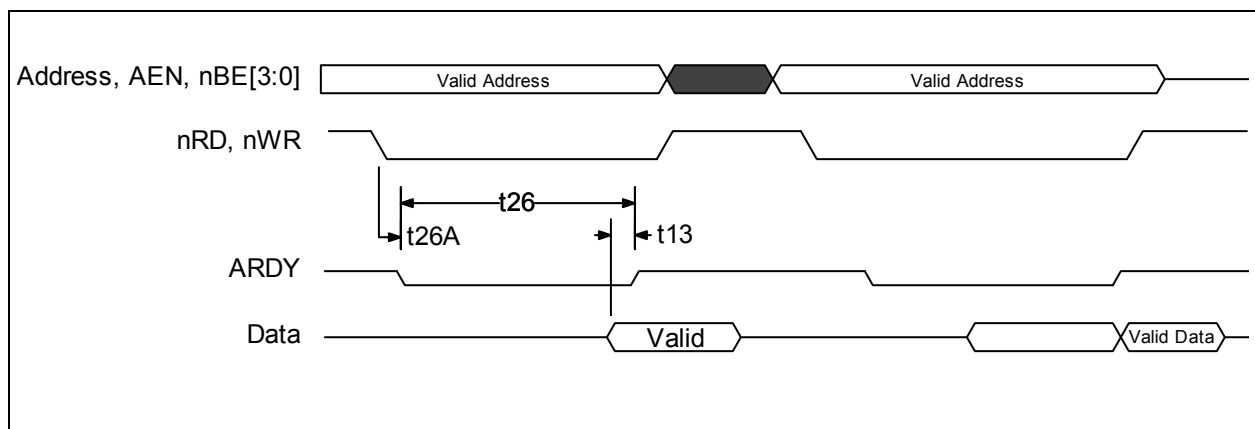 Address, AEN, nBE[3:0] Valid Address Valid Address
nRD, nWR
t26
t26A t13
ARDY
Data Valid Valid Data